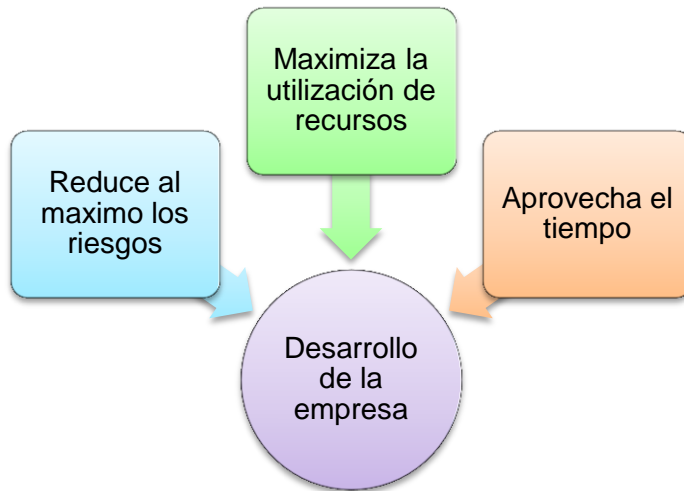 Maximiza la
utilización de
recursos
Reduce al
maximo los
riesgos
Aprovecha el
tiempo
Desarrollo
de la
empresa